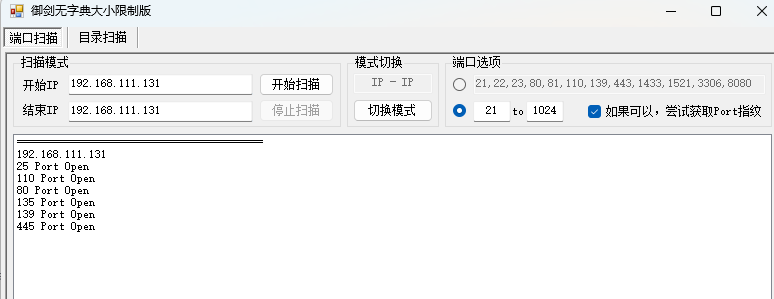 御剑无字典大小限制版
端口扫描 目录扫描
扫描模式 模式切换 端口选项
开始IP 192.168.111.131 开始扫描 IP - IP 21,22,23,80,81,110,139,443,1433,1521,3306,8080
结束IP 192.168.111.131 停止扫描 切换模式 21 to 1024 如果可以，尝试获取Port指纹
192.168.111.131
25 Port Open
110 Port Open
80 Port Open
135 Port Open
139 Port Open
445 Port Open